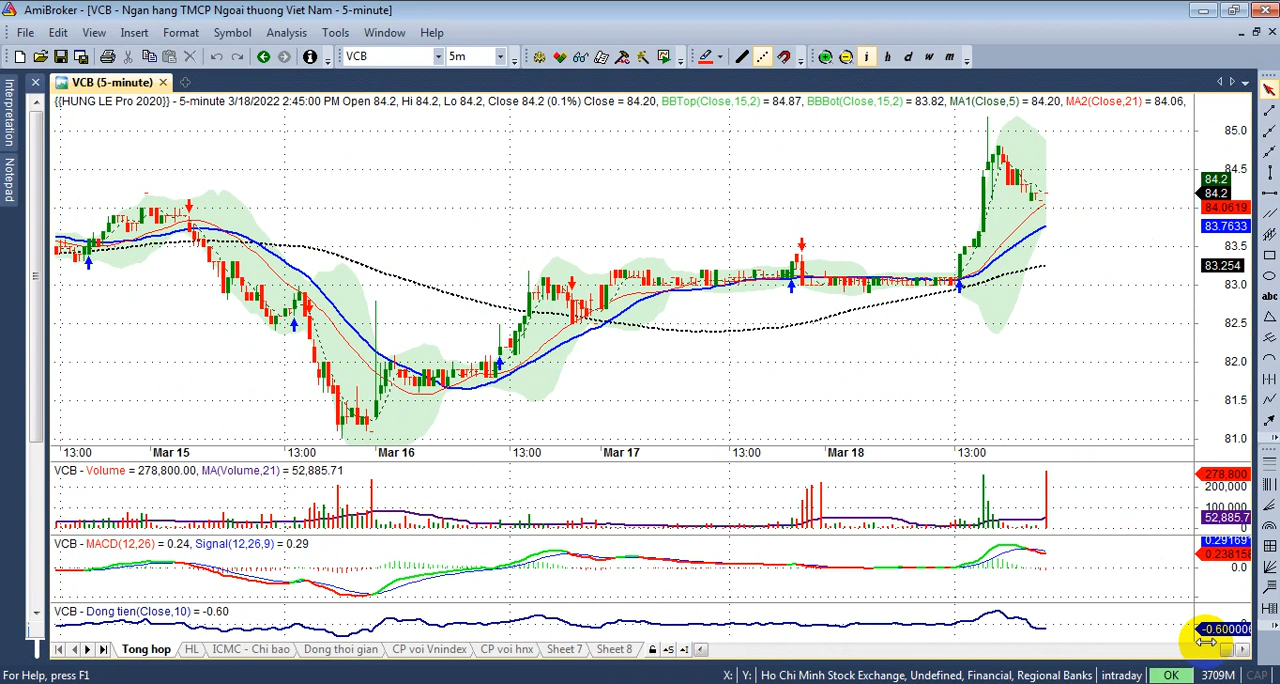 AmiBroker - [VCB - Ngan hang TMCP Ngoai thuong Viet Nam - 5-minute]
File Edit View Insert Format Symbol Analysis Tools Window Help
VCB 5m i h d w m
VCB (5-minute)
Interpretation
Notepad
{{HUNG LE Pro 2020}} - 5-minute 3/18/2022 2:45:00 PM Open 84.2, Hi 84.2, Lo 84.2, Close 84.2 (0.1%) Close = 84.20, BBTop(Close,15,2) = 84.87, BBBot(Close,15,2) = 83.82, MA1(Close,5) = 84.20, MA2(Close,21) = 84.06,
85.0
84.5
84.2
84.2
84.0619
83.7633
83.5
83.254
83.0
82.5
82.0
81.5
81.0
abc
13:00 Mar 15 13:00 Mar 16 13:00 Mar 17 13:00 Mar 18 13:00
VCB - Volume = 278,800.00, MA(Volume,21) = 52,885.71
278,800
200,000
100,000
52,885.7
VCB - MACD(12,26) = 0.24, Signal(12,26,9) = 0.29
0.29169
0.238158
0.0
VCB - Dong tien(Close,10) = -0.60
-0.600006
Tong hop HL ICMC - Chi bao Dong thoi gian CP voi Vnindex CP voi nnx Sheet 7 Sheet 8
For Help, press F1 X: Y: Ho Chi Minh Stock Exchange, Undefined, Financial, Regional Banks intraday OK 3709M CAP